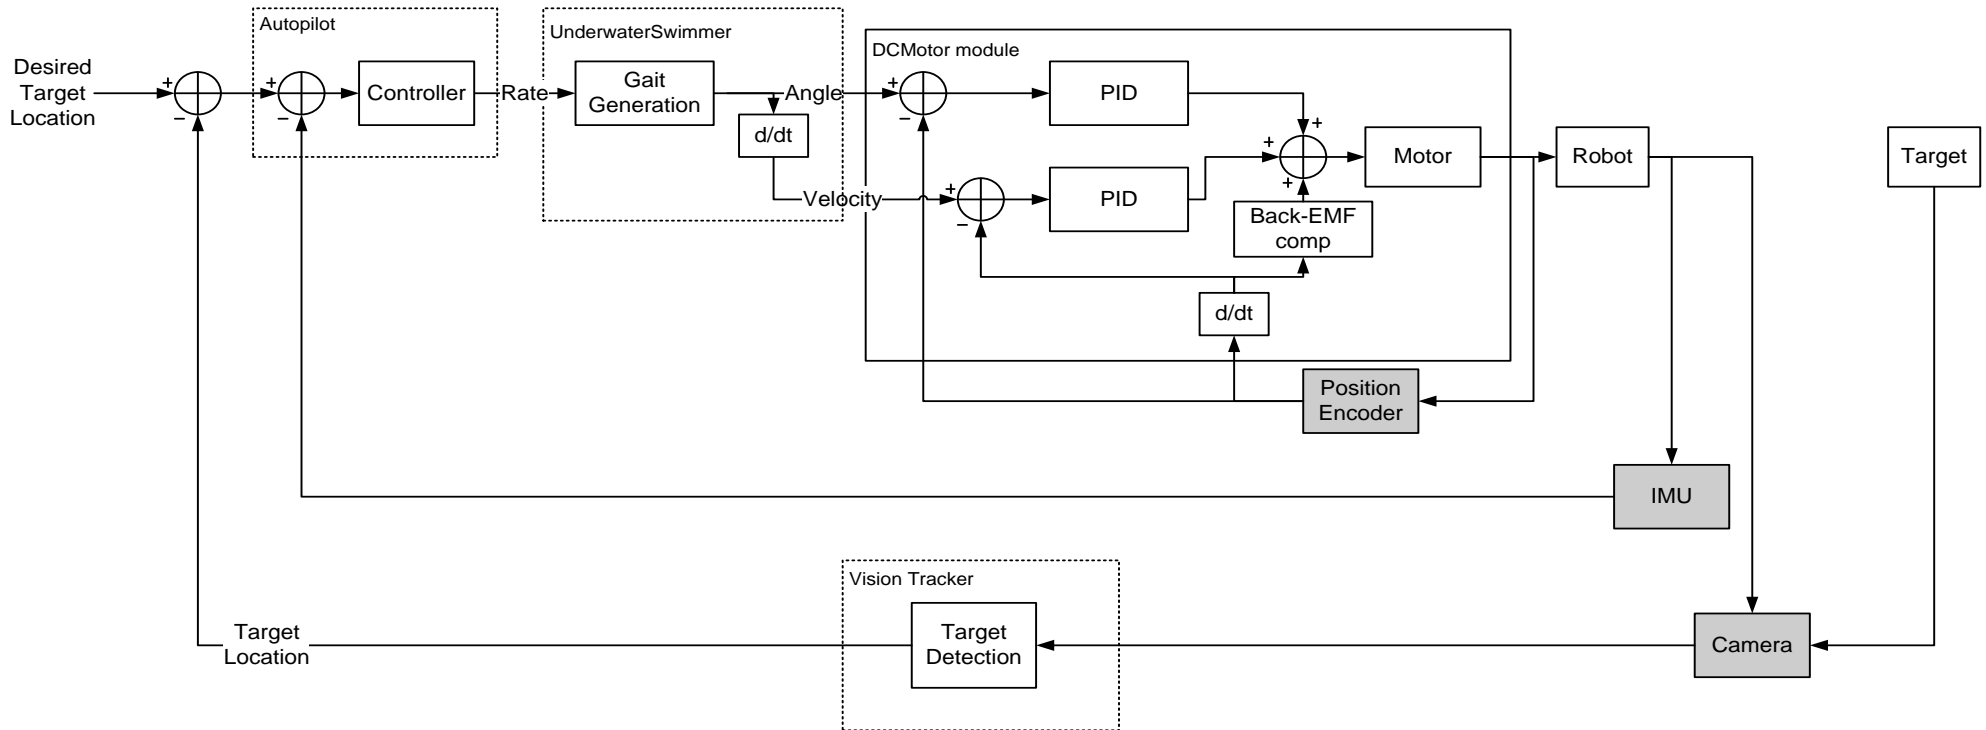 Autopilot
UnderwaterSwimmer
DCMotor module
Desired
Target
Location
+
−
+
−
Controller
Rate
Gait
Generation
Angle
d/dt
Velocity
+
−
PID
+
−
PID
+
+
+
Motor
Robot
Target
Back-EMF
comp
d/dt
Position
Encoder
IMU
Vision Tracker
Target
Location
Target
Detection
Camera